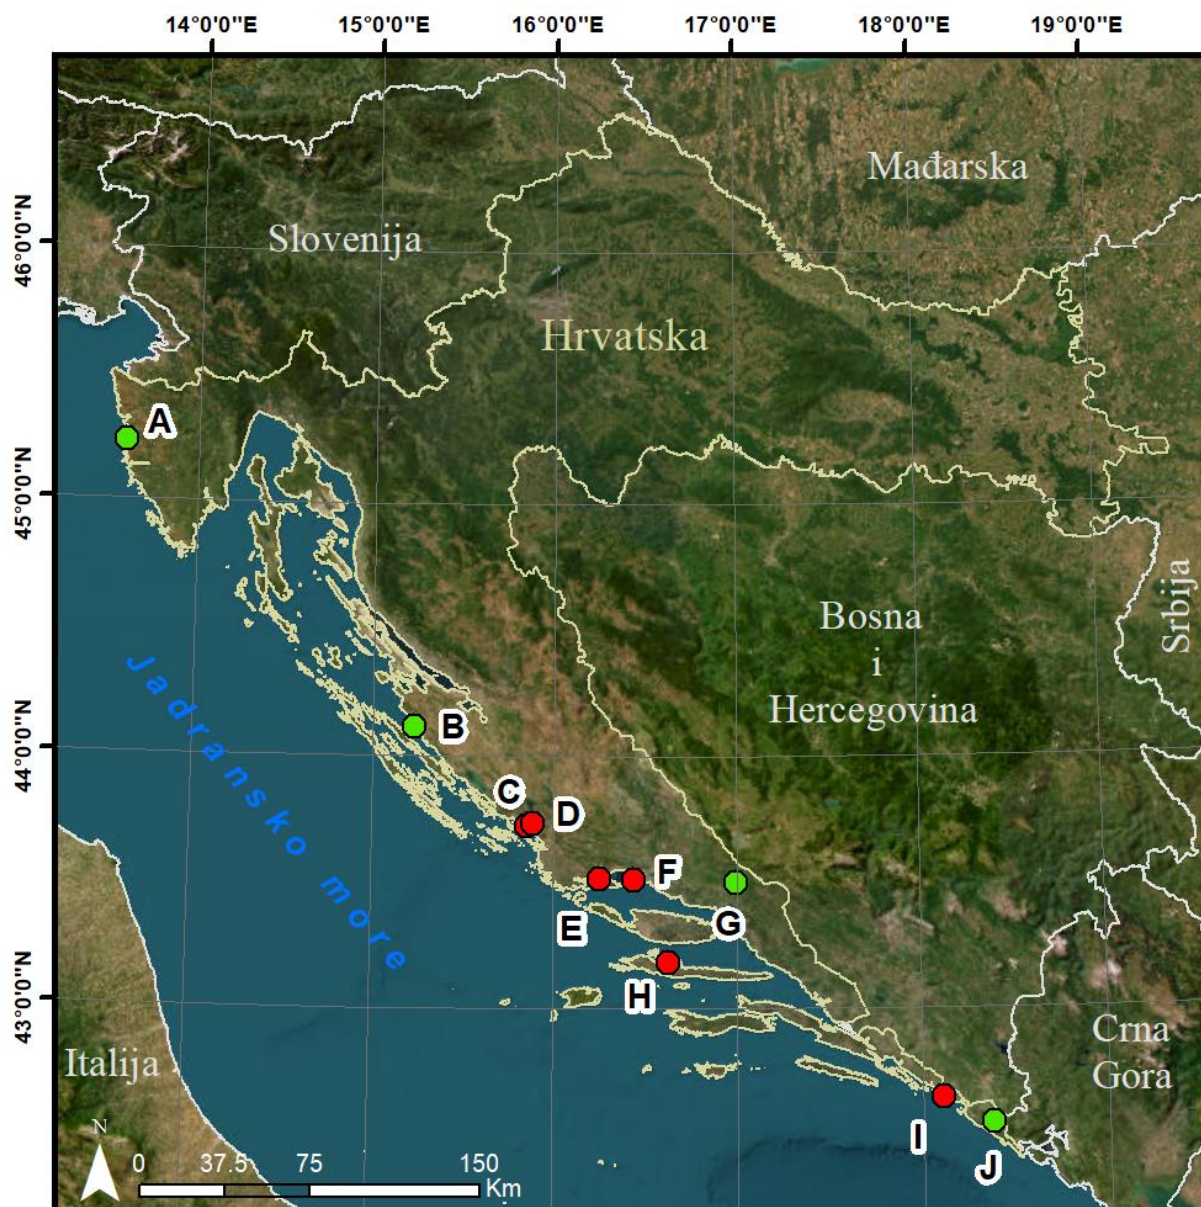 14°0'0"E 15°0'0"E 16°0'0"E 17°0'0"E 18°0'0"E 19°0'0"E
46°0'0"N
45°0'0"N
44°0'0"N
43°0'0"N
Mađarska
Slovenija
Hrvatska
A
Bosna
i
Hercegovina
Srbija
Jadransko more
B
C
D
E
F
G
H
I
J
Crna
Gora
Italija
N
0 37.5 75 150
Km